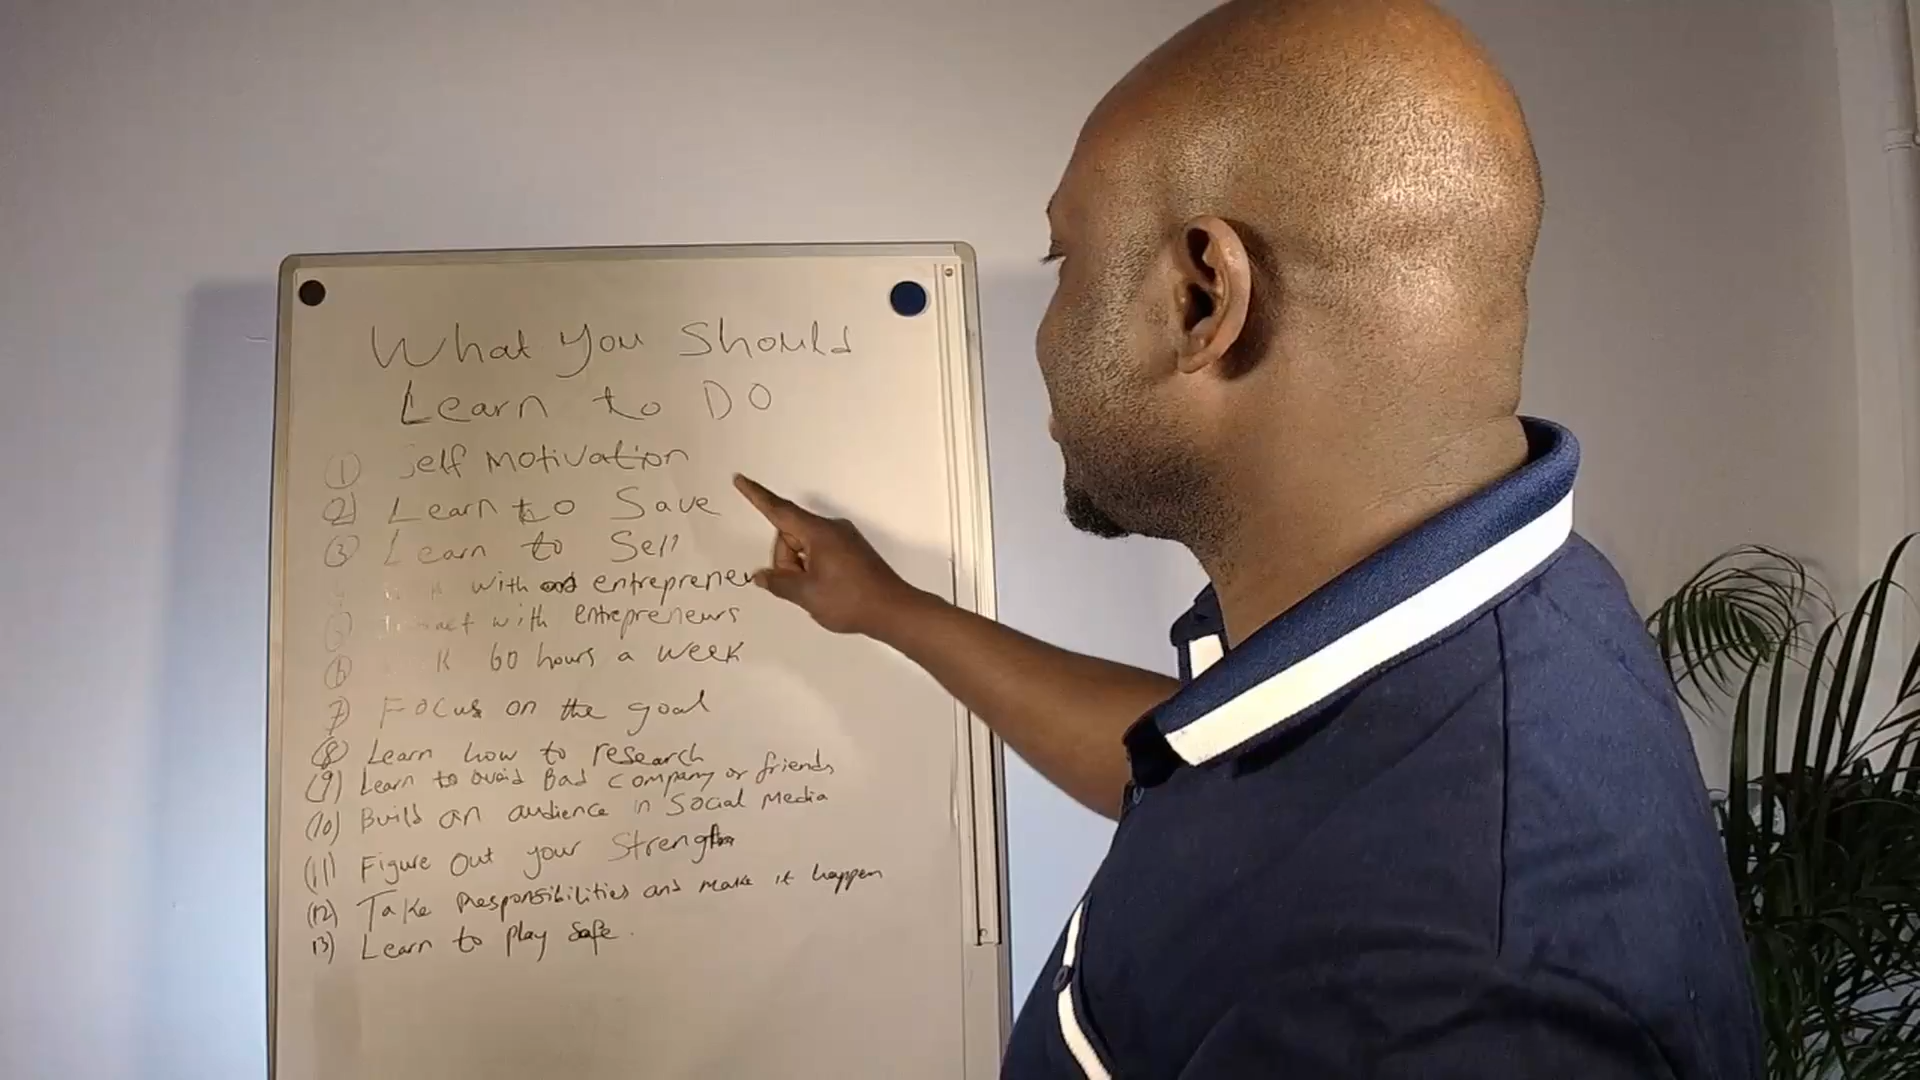 What you should
Learn to DO
(1) Self Motivation
(2) Learn to Save
(3) Learn to Sell
with entrepreneu
(5) with entrepreneurs
(6) 60 hours a week
(7) Focus on the goal
(8) Learn how to research
(9) Learn to avoid Bad company or friends
(10) Build an audience in Social Media
(11) Figure out your Strength
(12) Take Responsibilities and make it happen
13) Learn to play safe.